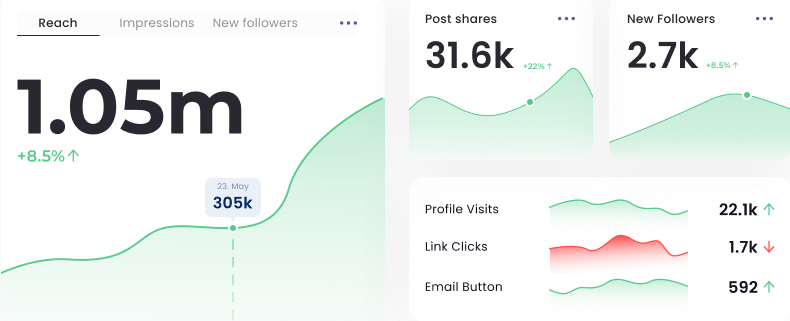 Reach Impressions New followers
1.05m
+8.5%↑
23. May
305k
Post shares
31.6k +22%↑
New Followers
2.7k +8.5%↑
Profile Visits 22.1k ↑
Link Clicks 1.7k ↓
Email Button 592 ↑